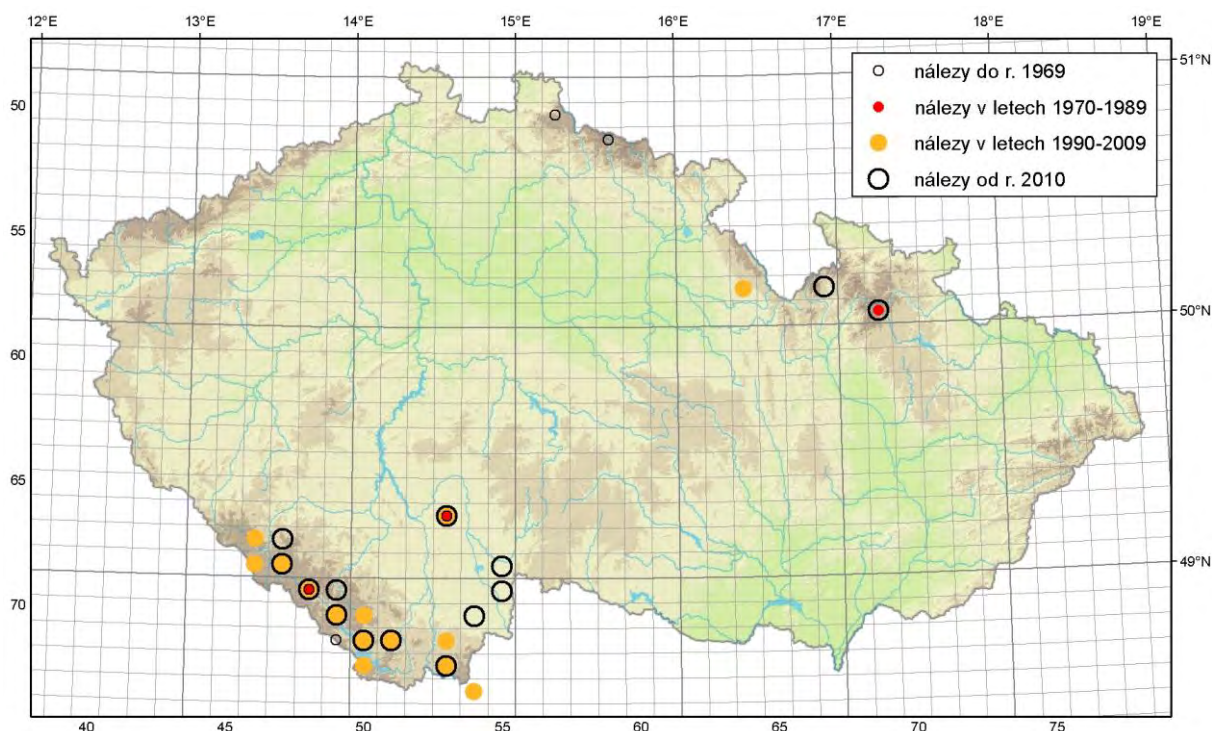 12°E 13°E 14°E 15°E 16°E 17°E 18°E 19°E
nálezy do r. 1969
nálezy v letech 1970-1989
nálezy v letech 1990-2009
nálezy od r. 2010
51°N
50
55
50°N
60
65
49°N
70
40 45 50 55 60 65 70 75